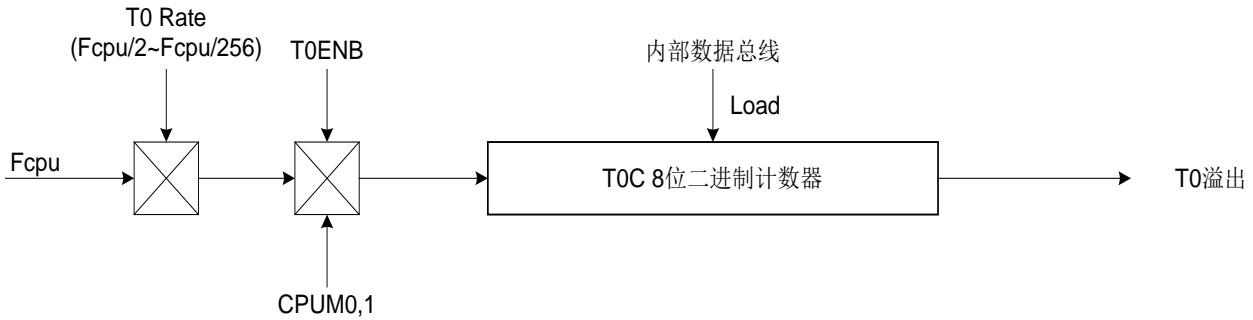 T0 Rate
(Fcpu/2~Fcpu/256)
T0ENB
内部数据总线
Load
Fcpu
T0C 8位二进制计数器
T0溢出
CPUM0,1